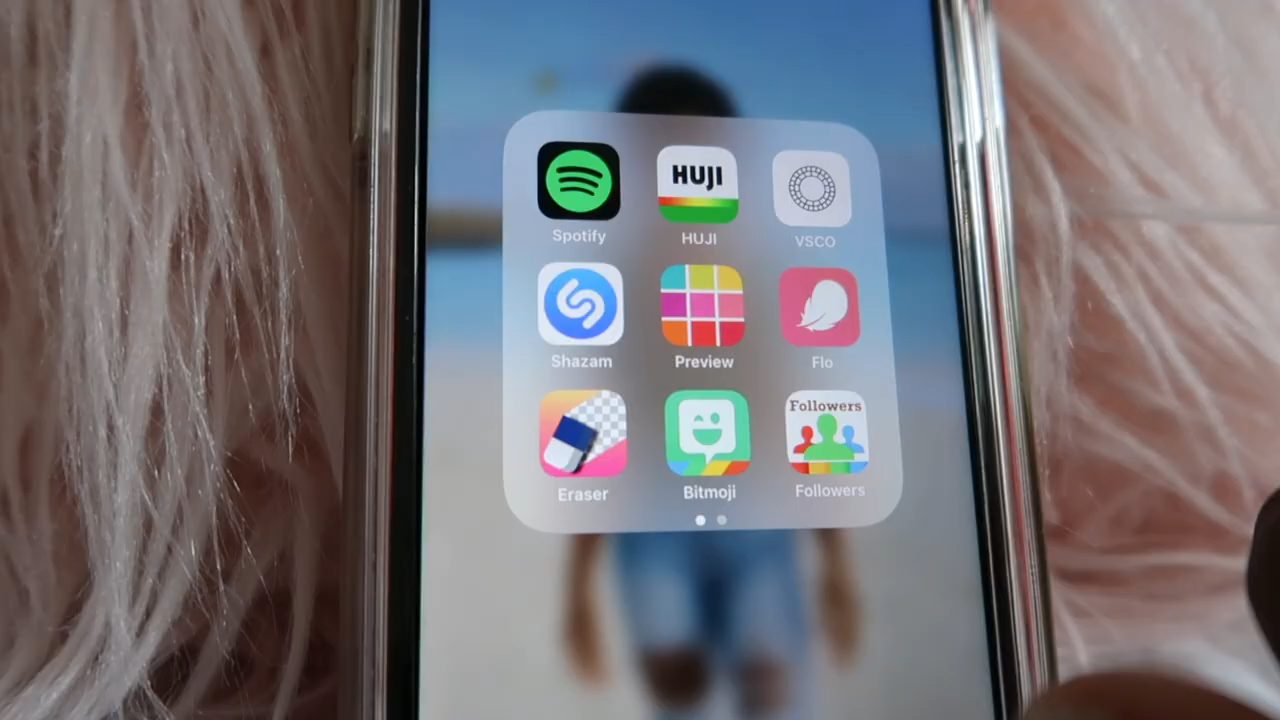 HUJI
Spotify
HUJI
VSCO
Shazam
Preview
Flo
Followers
Eraser
Bitmoji
Followers